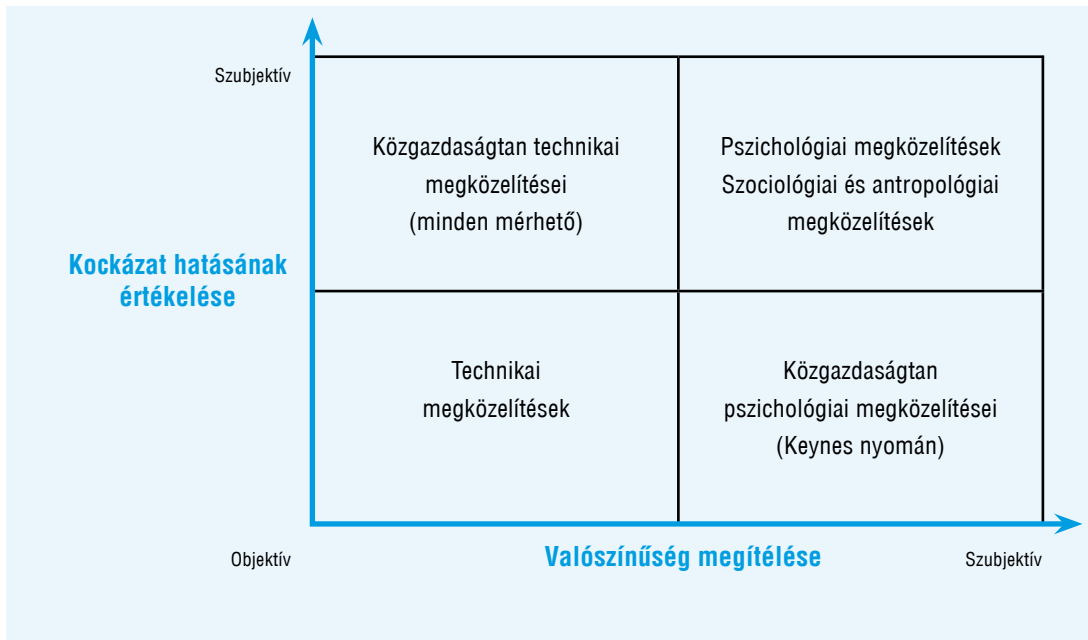 Szubjektív
Közgazdaságtan technikai
megközelítései
(minden mérhető)
Pszichológiai megközelítések
Szociológiai és antropológiai
megközelítések
Kockázat hatásának
értékelése
Technikai
megközelítések
Közgazdaságtan
pszichológiai megközelítései
(Keynes nyomán)
Objektív
Valószínűség megítélése
Szubjektív